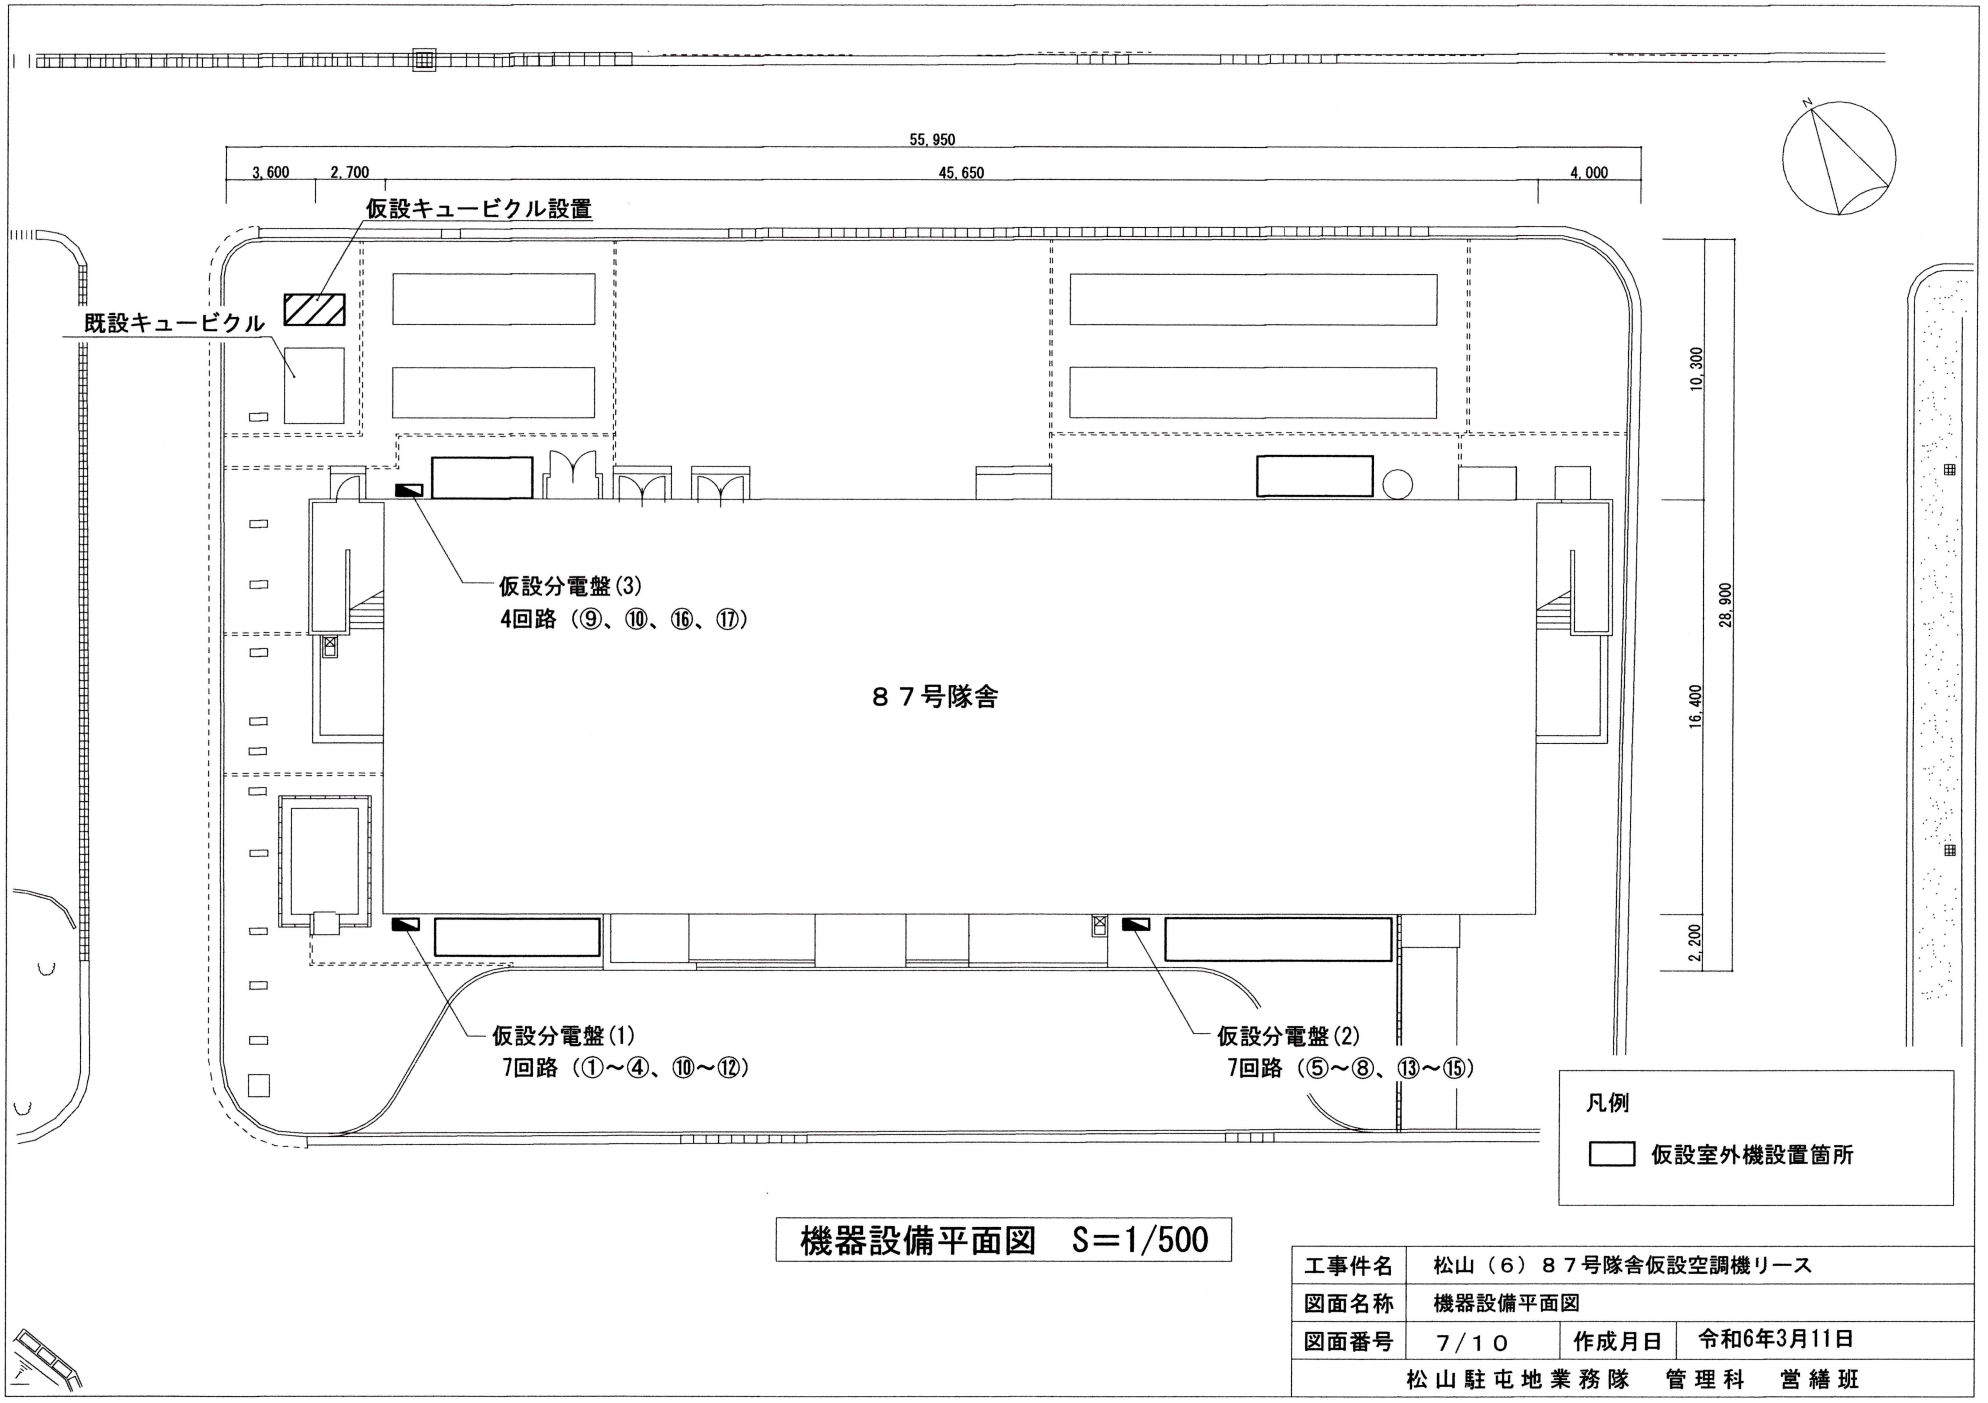 N
55,950
3,600
2,700
45,650
4,000
仮設キュービクル設置
既設キュービクル
10,300
28,900
16,400
2,200
仮設分電盤(3)
4回路（⑨、⑩、⑯、⑰）
８７号隊舎
仮設分電盤(1)
7回路（①～④、⑩～⑫）
仮設分電盤(2)
7回路（⑤～⑧、⑬～⑮）
凡例
仮設室外機設置箇所
機器設備平面図　S＝1/500
工事件名　松山（６）８７号隊舎仮設空調機リース
図面名称　機器設備平面図
図面番号　７/１０　作成月日　令和6年3月11日
松山駐屯地業務隊　管理科　営繕班